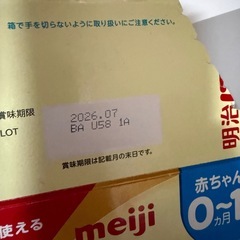 箱で手を切らないように取り扱いにご注意ください。
賞味期限 2026.07
LOT BA U58 1A
賞味期限は記載月の末日です。
明治
使える
meiji
赤ちゃん
0〜1
カ月